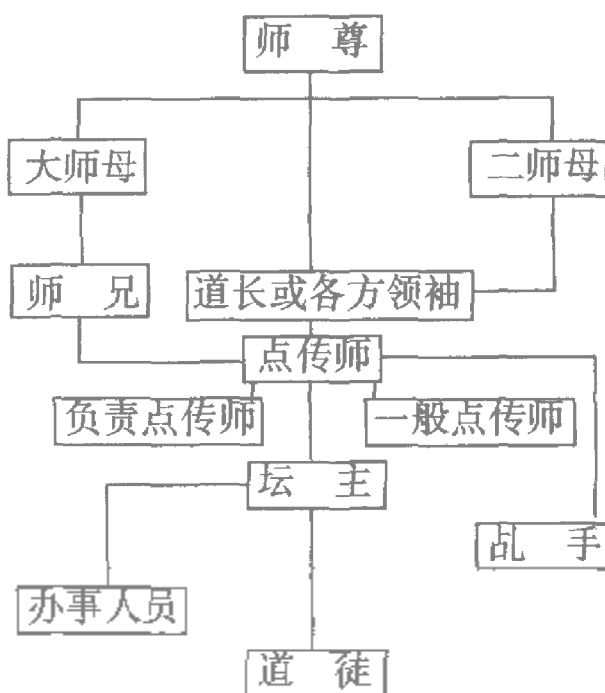 师 尊
大师母
二师母
师 兄
道长或各方领袖
点传师
负责点传师
一般点传师
坛 主
乩 手
办事人员
道 徒